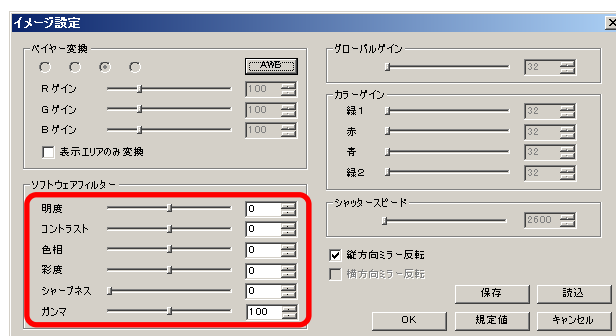 イメージ設定
ベイヤー変換
AWB
Rゲイン 100
Gゲイン 100
Bゲイン 100
表示エリアのみ変換
ソフトウェアフィルター
明度 0
コントラスト 0
色相 0
彩度 0
シャープネス 0
ガンマ 100
グローバルゲイン
32
カラーゲイン
緑1 32
赤 32
青 32
緑2 32
シャッタースピード
2600
縦方向ミラー反転
横方向ミラー反転
保存 読込
OK 規定値 キャンセル